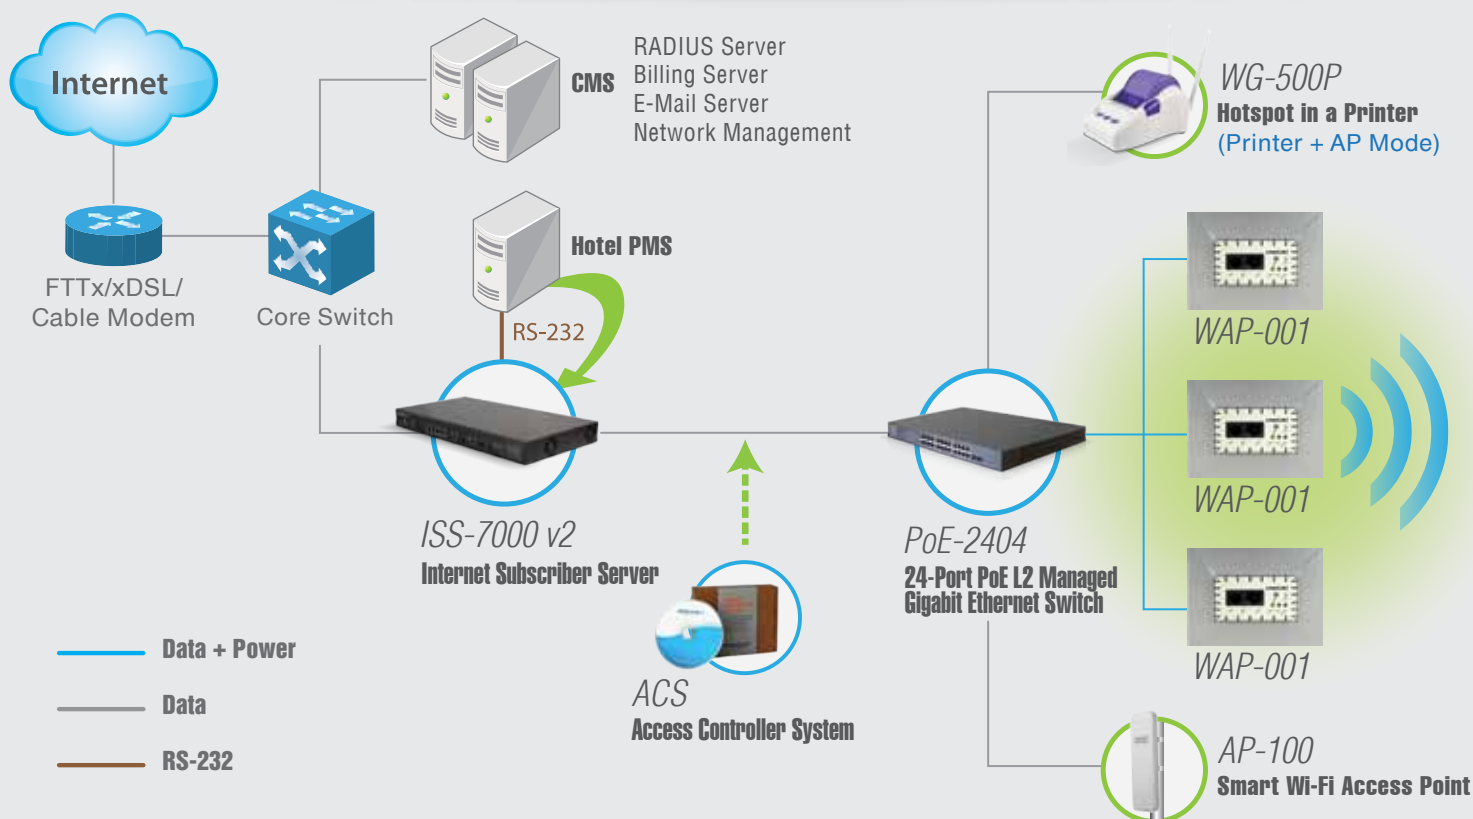 Internet
FTTx/xDSL/
Cable Modem
Core Switch
CMS
RADIUS Server
Billing Server
E-Mail Server
Network Management
Hotel PMS
RS-232
ISS-7000 v2
Internet Subscriber Server
ACS
Access Controller System
PoE-2404
24-Port PoE L2 Managed
Gigabit Ethernet Switch
WG-500P
Hotspot in a Printer
(Printer + AP Mode)
WAP-001
WAP-001
WAP-001
AP-100
Smart Wi-Fi Access Point
Data + Power
Data
RS-232